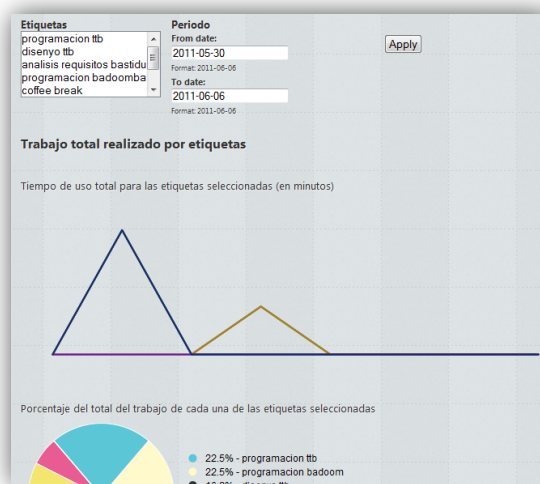 Etiquetas
programacion ttb
disenyo ttb
analisis requisitos bastidu
programacion badoomba
coffee break
Periodo
From date:
2011-05-30
Format: 2011-06-06
To date:
2011-06-06
Format: 2011-06-06
Apply
Trabajo total realizado por etiquetas
Tiempo de uso total para las etiquetas seleccionadas (en minutos)
Porcentaje del total del trabajo de cada una de las etiquetas seleccionadas
22.5% - programacion ttb
22.5% - programacion badoom